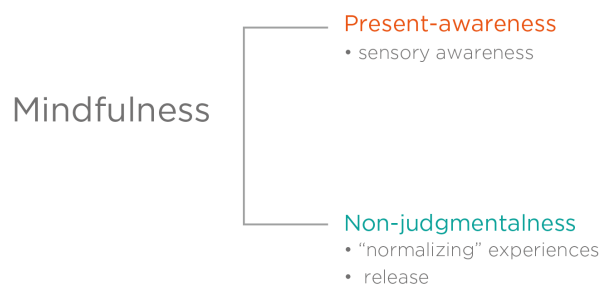 Present-awareness
• sensory awareness
Mindfulness
Non-judgmentalness
• “normalizing” experiences
• release